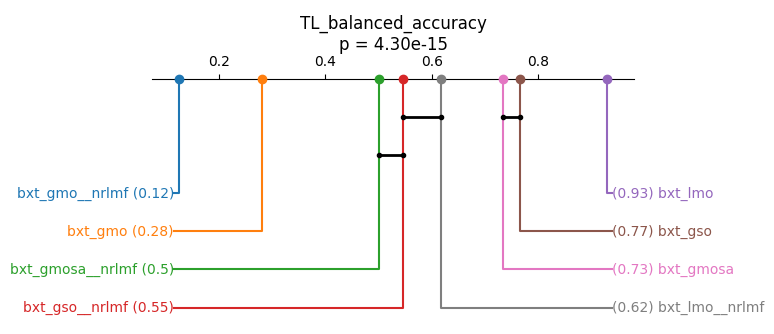 TL_balanced_accuracy
p = 4.30e-15
0.2 0.4 0.6 0.8
bxt_gmo__nrlmf (0.12) (0.93) bxt_lmo
bxt_gmo (0.28) (0.77) bxt_gso
bxt_gmosa__nrlmf (0.5) (0.73) bxt_gmosa
bxt_gso__nrlmf (0.55) (0.62) bxt_lmo__nrlmf